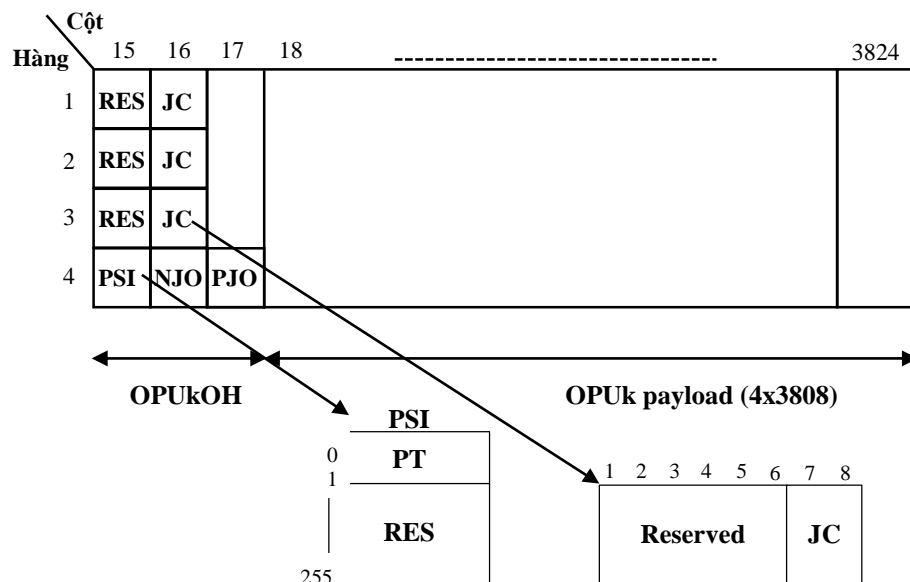 Cột
Hàng 15 16 17 18 3824
1 RES JC
2 RES JC
3 RES JC
4 PSI NJO PJO
OPUkOH OPUk payload (4x3808)
PSI
0 PT
1
RES
255
1 2 3 4 5 6 7 8
Reserved JC